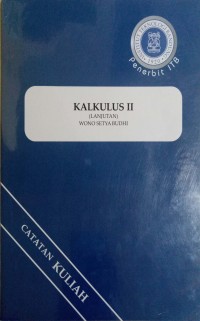 Penerbit ITB
KALKULUS II
(LANJUTAN)
WONO SETYA BUDHI
CATATAN KULIAH